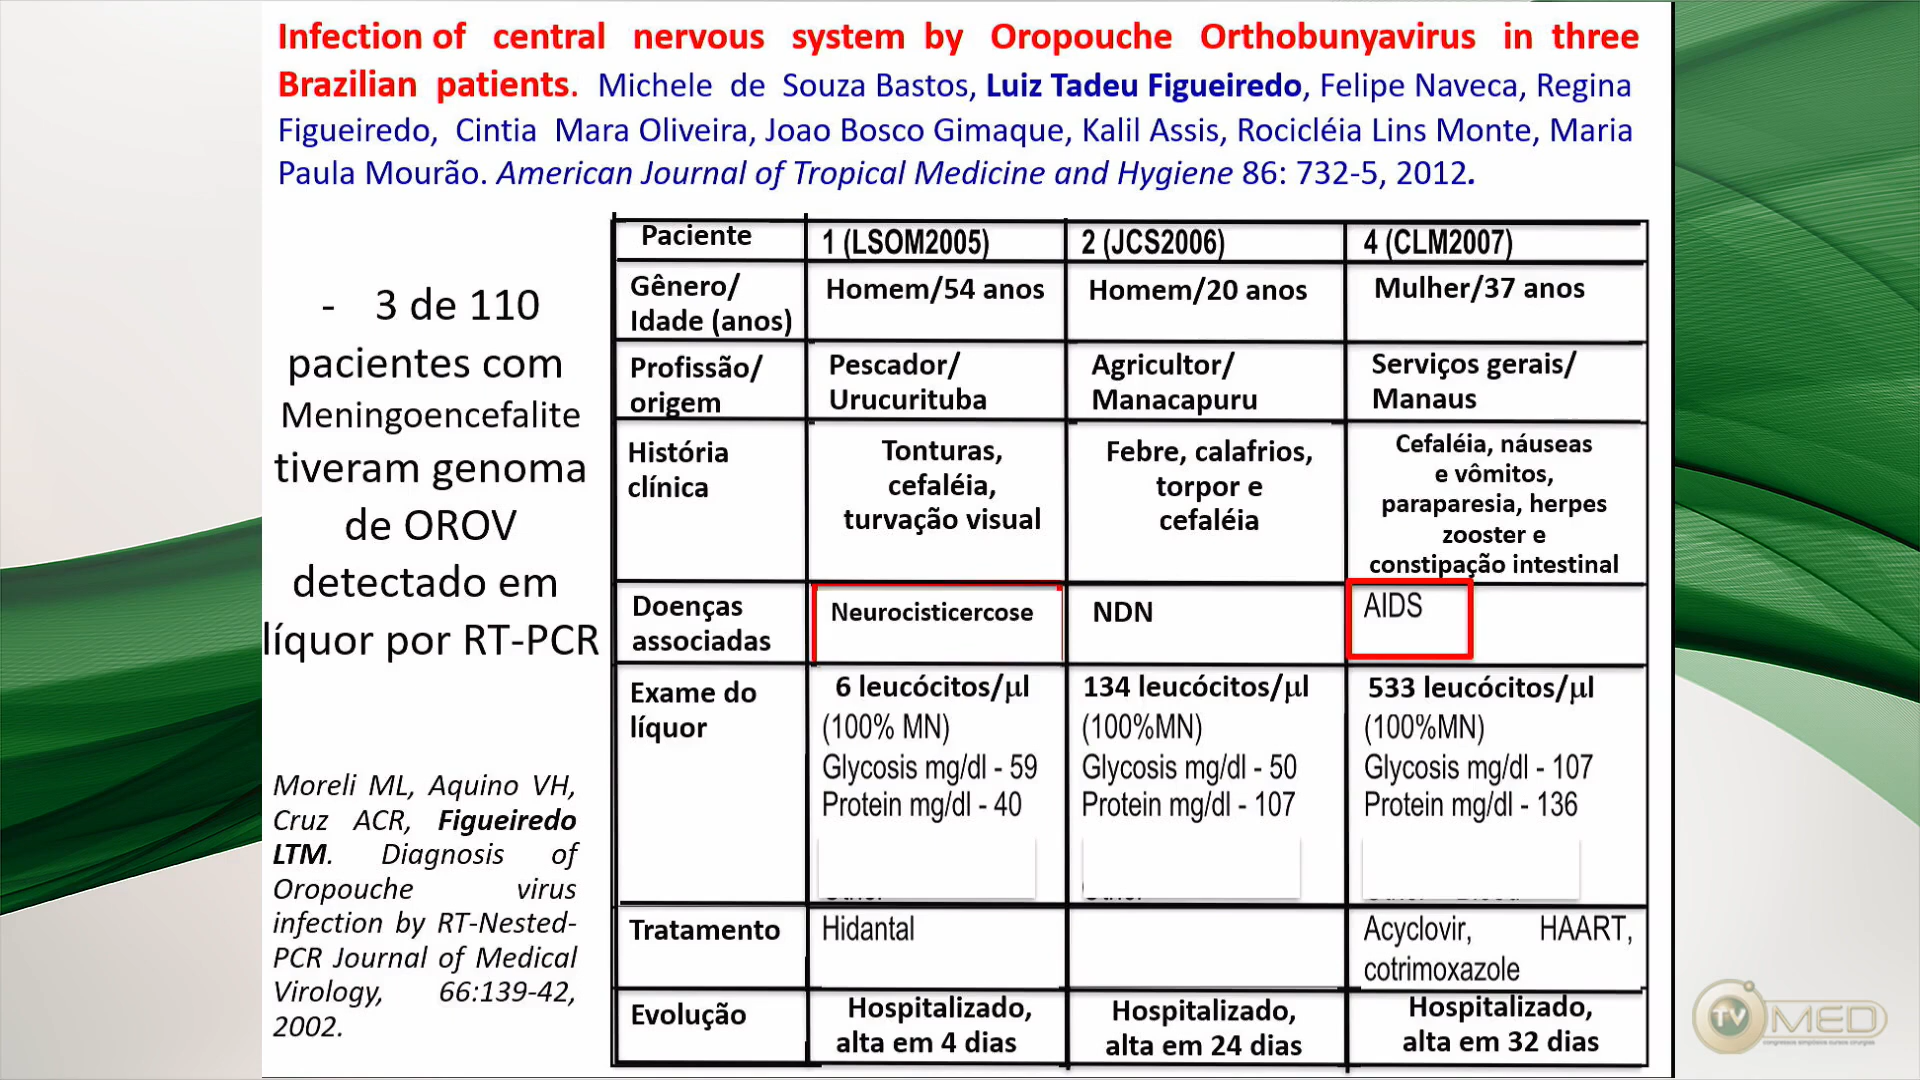 Infection of central nervous system by Oropouche Orthobunyavirus in three
Brazilian patients. Michele de Souza Bastos, Luiz Tadeu Figueiredo, Felipe Naveca, Regina
Figueiredo, Cintia Mara Oliveira, Joao Bosco Gimaque, Kalil Assis, Rocicléia Lins Monte, Maria
Paula Mourão. American Journal of Tropical Medicine and Hygiene 86: 732-5, 2012.
- 3 de 110
pacientes com
Meningoencefalite
tiveram genoma
de OROV
detectado em
líquor por RT-PCR
Moreli ML, Aquino VH,
Cruz ACR, Figueiredo
LTM. Diagnosis of
Oropouche virus
infection by RT-Nested-
PCR Journal of Medical
Virology, 66:139-42,
2002.
Paciente 1 (LSOM2005) 2 (JCS2006) 4 (CLM2007)
Gênero/
Idade (anos)
Homem/54 anos Homem/20 anos Mulher/37 anos
Profissão/
origem
Pescador/
Urucurituba
Agricultor/
Manacapuru
Serviços gerais/
Manaus
História
clínica
Tonturas,
cefaléia,
turvação visual
Febre, calafrios,
torpor e
cefaléia
Cefaléia, náuseas
e vômitos,
paraparesia, herpes
zooster e
constipação intestinal
Doenças
associadas
Neurocisticercose NDN AIDS
Exame do
líquor
6 leucócitos/µl
(100% MN)
Glycosis mg/dl - 59
Protein mg/dl - 40
134 leucócitos/µl
(100%MN)
Glycosis mg/dl - 50
Protein mg/dl - 107
533 leucócitos/µl
(100%MN)
Glycosis mg/dl - 107
Protein mg/dl - 136
Tratamento Hidantal
Acyclovir, HAART,
cotrimoxazole
Evolução
Hospitalizado,
alta em 4 dias
Hospitalizado,
alta em 24 dias
Hospitalizado,
alta em 32 dias
TV MED